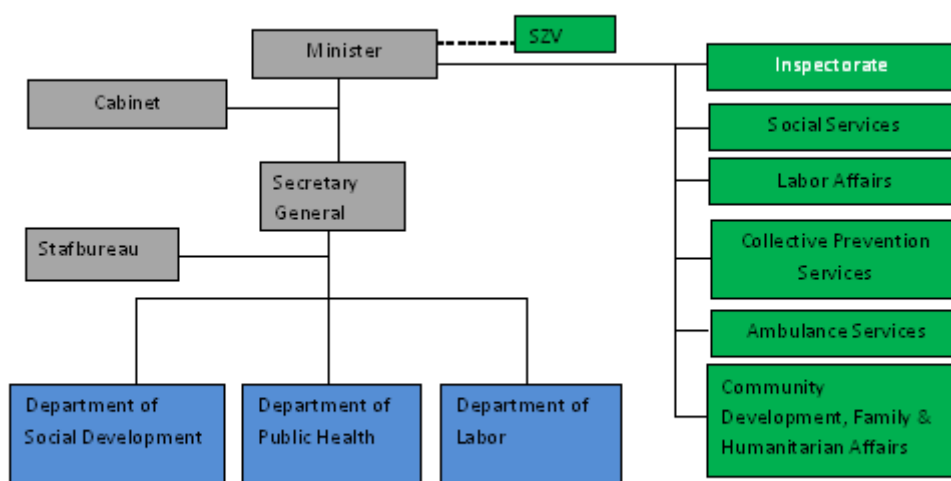 SZV
Minister
Inspectorate
Cabinet
Social Services
Secretary
General
Labor Affairs
Stafbureau
Collective Prevention
Services
Ambulance Services
Department of
Social Development
Department of
Public Health
Department of
Labor
Community
Development, Family &
Humanitarian Affairs